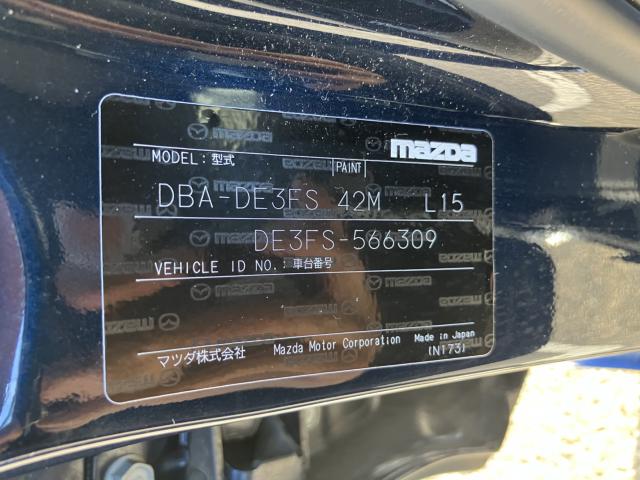 mazda
MODEL: 型式 PAINT mazda
DBA-DE3FS 42M L15
DE3FS-566309
VEHICLE ID NO.: 車台番号
マツダ株式会社 Mazda Motor Corporation Made in Japan
(N173)